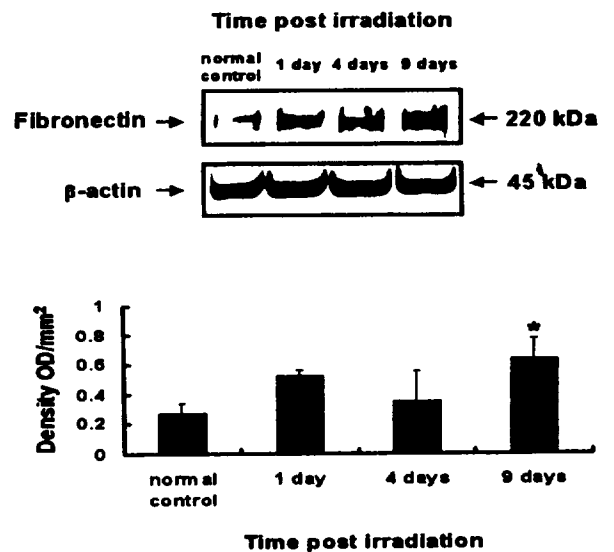 Time post irradiation
normal control 1 day 4 days 9 days
Fibronectin → ← 220 kDa
β-actin → ← 45 kDa
Density OD/mm²
1
0.8
0.6
0.4
0.2
0
*
normal control 1 day 4 days 9 days
Time post irradiation